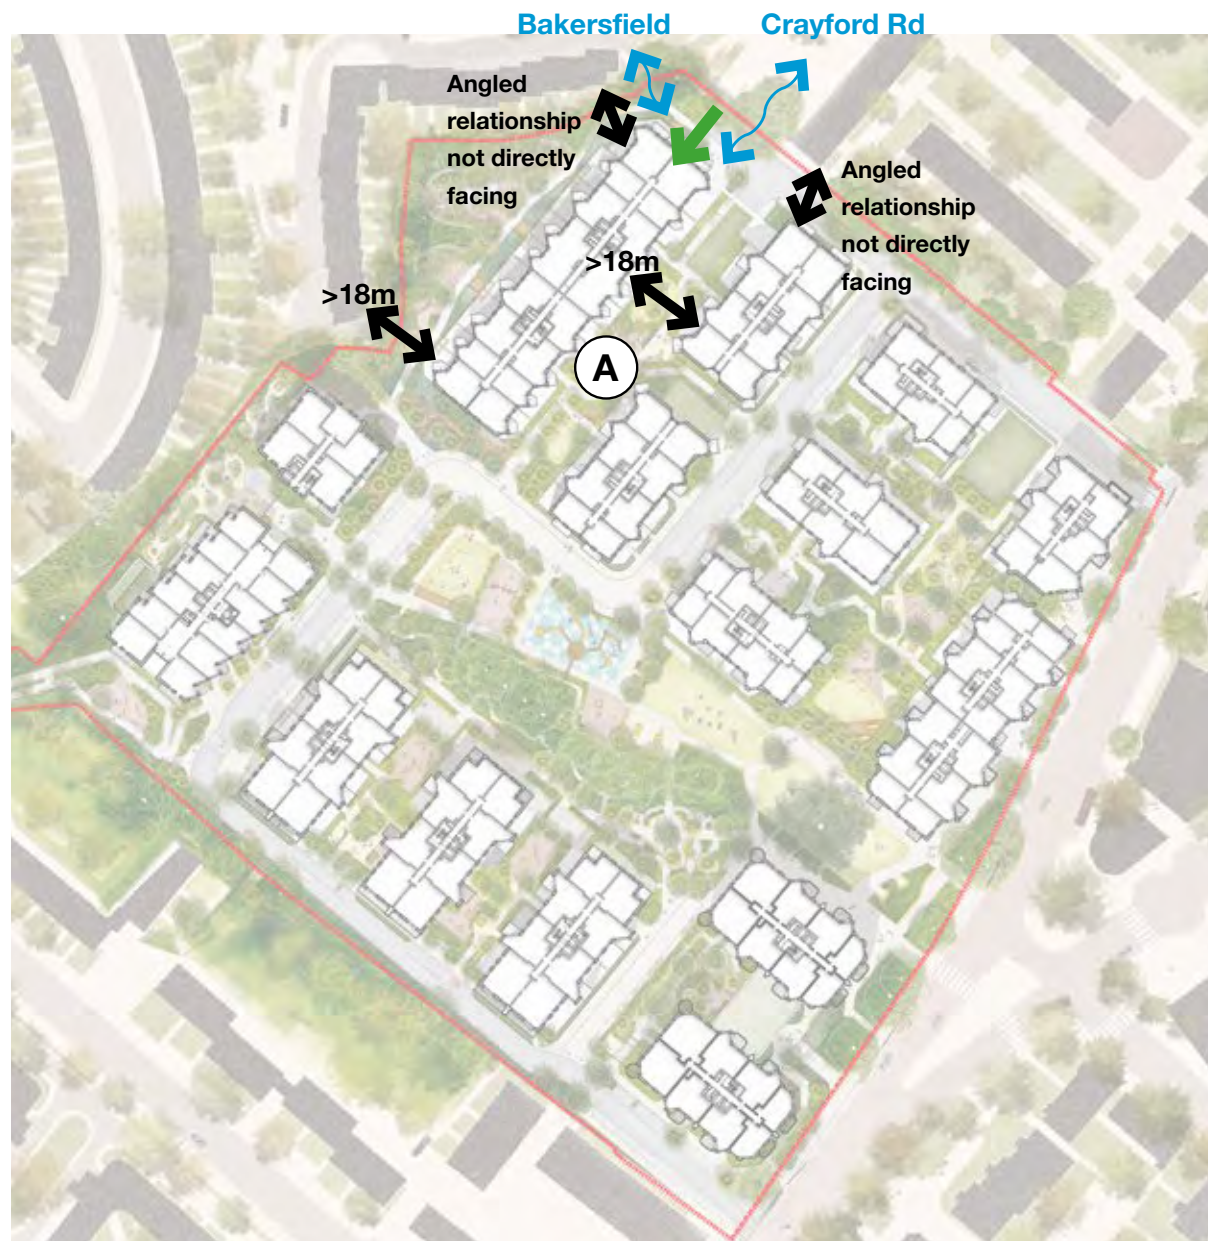 Bakersfield
Crayford Rd
Angled
relationship
not directly
facing
Angled
relationship
not directly
facing
>18m
>18m
A